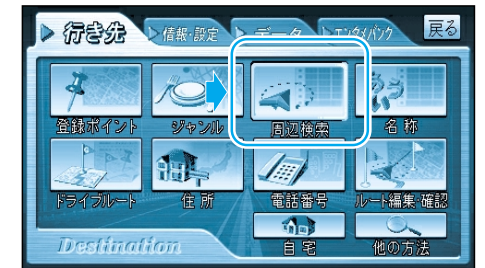 行き先 情報・設定 データ エンタメバンク 戻る
登録ポイント ジャンル 周辺検索 名称
ドライブルート 住所 電話番号 ルート編集・確認
Destination 自宅 他の方法